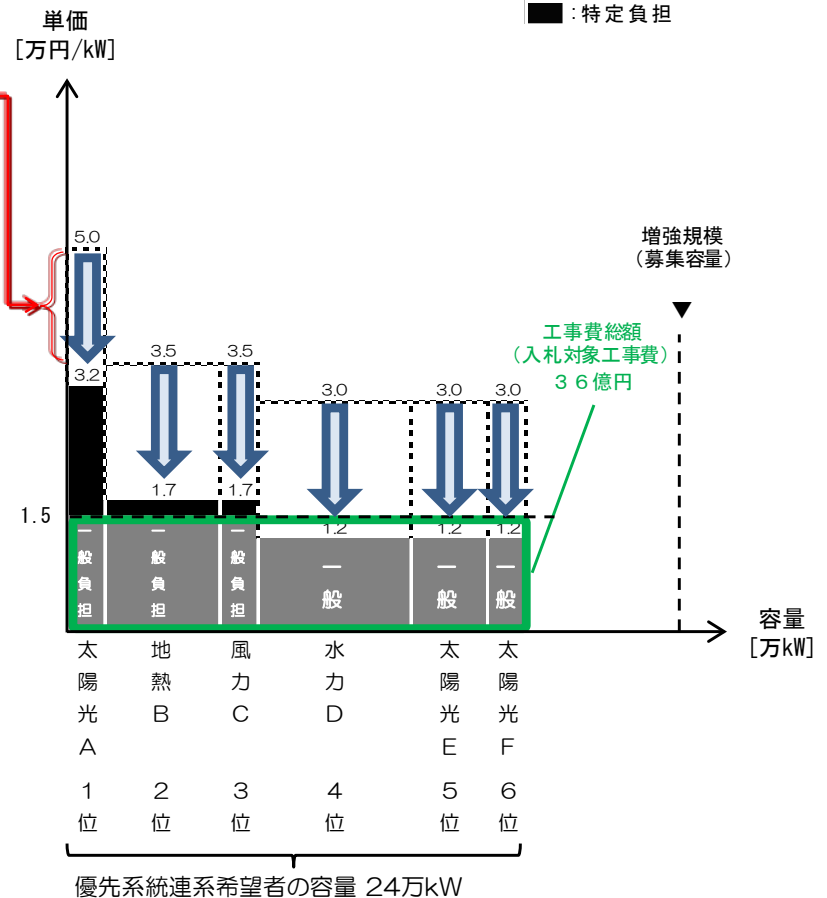 ：特定負担
単価
[万円/kW]
増強規模
（募集容量）
工事費総額
（入札対象工事費）
３６億円
5.0
3.2
3.5
1.7
3.5
1.7
3.0
1.2
3.0
1.2
3.0
1.2
1.5
一般負担
一般負担
一般負担
一般
一般
一般
容量
[万kW]
太陽光A
地熱B
風力C
水力D
太陽光E
太陽光F
1位
2位
3位
4位
5位
6位
優先系統連系希望者の容量 24万kW